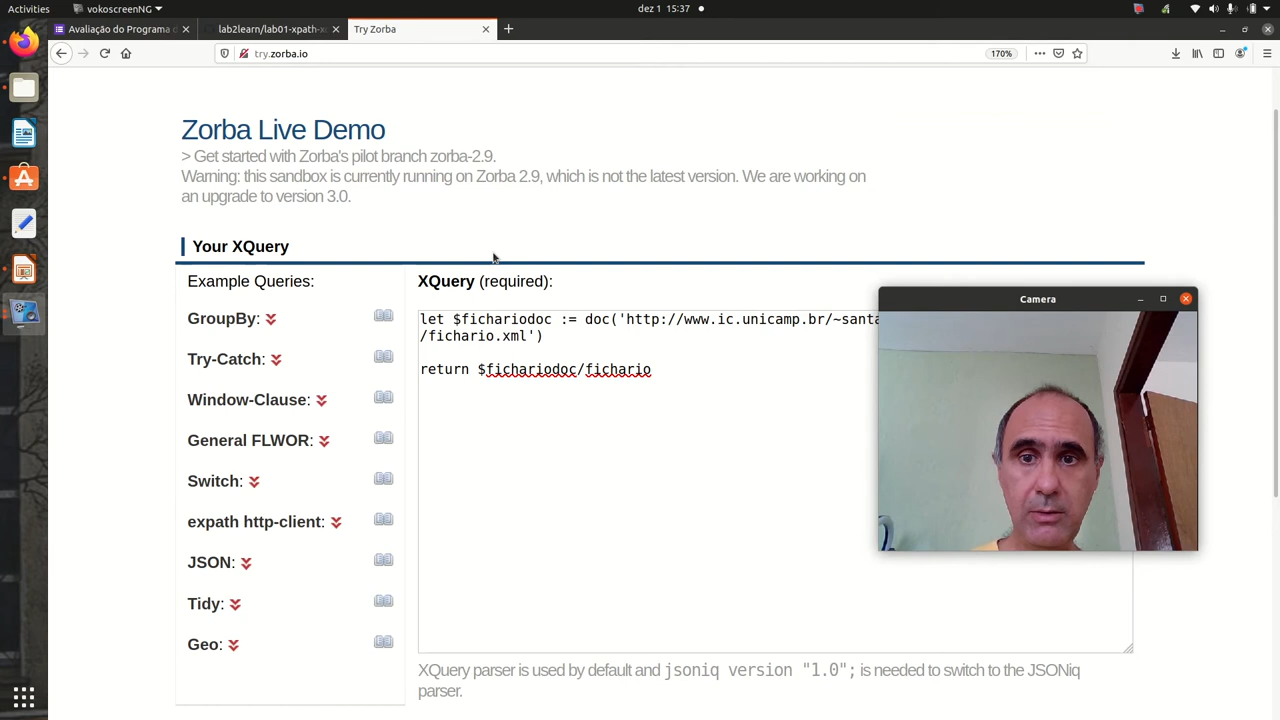 Activities
vokoscreenNG
dez 1 15:37
Avaliação do Programa d
lab2learn/lab01-xpath-x
Try Zorba
try.zorba.io
170%
Zorba Live Demo
> Get started with Zorba's pilot branch zorba-2.9.
Warning: this sandbox is currently running on Zorba 2.9, which is not the latest version. We are working on
an upgrade to version 3.0.
Your XQuery
Example Queries:
GroupBy:
Try-Catch:
Window-Clause:
General FLWOR:
Switch:
expath http-client:
JSON:
Tidy:
Geo:
XQuery (required):
let $fichariodoc := doc('http://www.ic.unicamp.br/~santa
/fichario.xml')
return $fichariodoc/fichario
XQuery parser is used by default and jsoniq version "1.0"; is needed to switch to the JSONiq
parser.
Camera